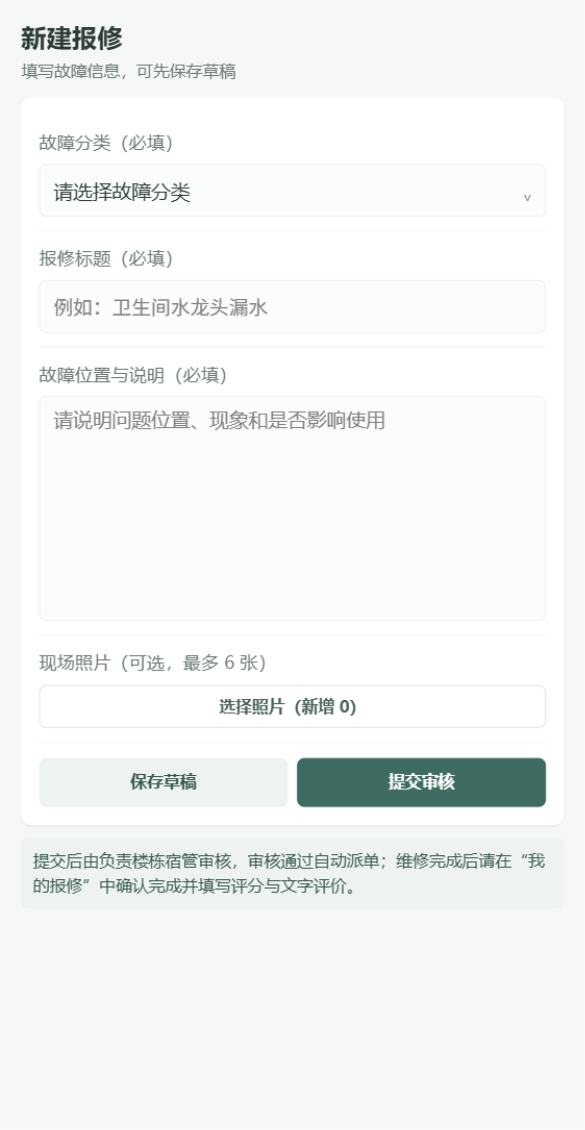 新建报修
填写故障信息，可先保存草稿
故障分类（必填）
请选择故障分类
v
报修标题（必填）
例如：卫生间水龙头漏水
故障位置与说明（必填）
请说明问题位置、现象和是否影响使用
现场照片（可选，最多 6 张）
选择照片（新增 0）
保存草稿
提交审核
提交后由负责楼栋宿管审核，审核通过自动派单；维修完成后请在“我
的报修”中确认完成并填写评分与文字评价。